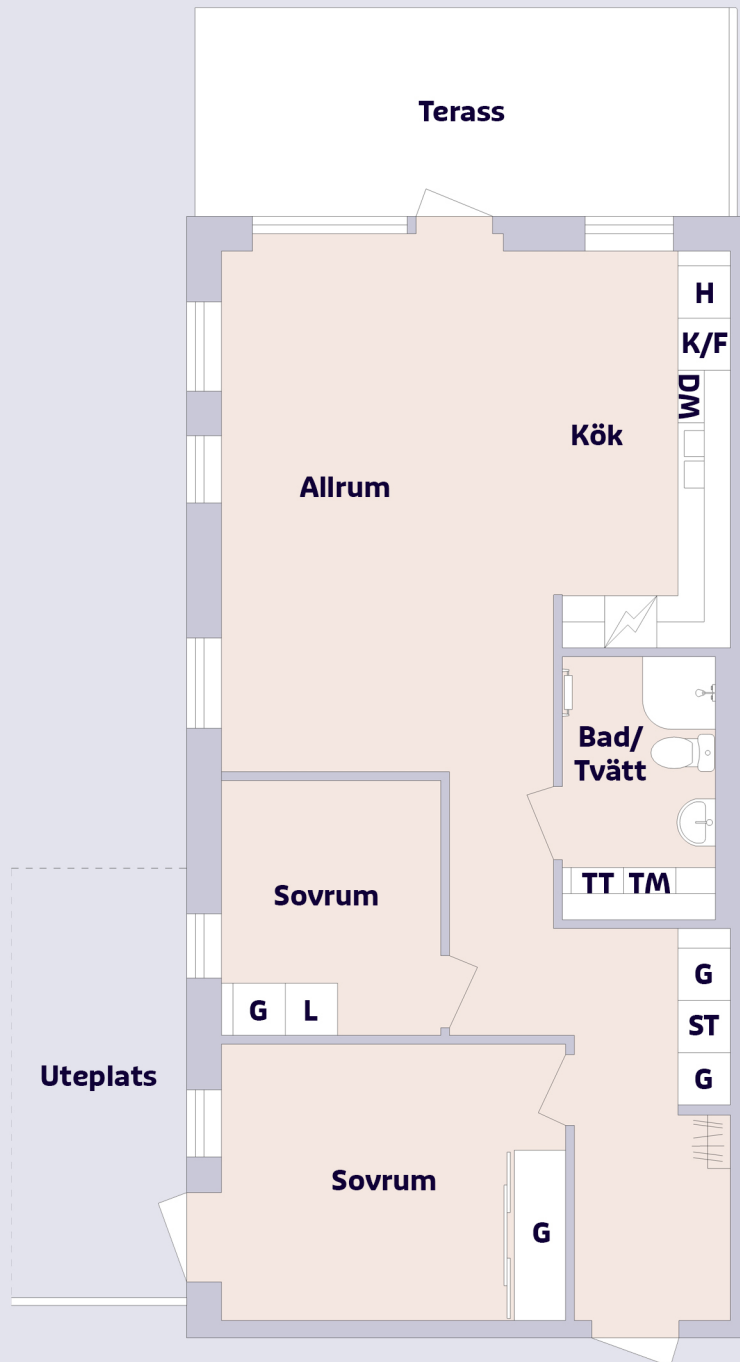 Terass
H
K/F
DM
Kök
Allrum
Bad/
Tvätt
TT TM
Sovrum
G L
G
ST
G
Uteplats
Sovrum
G